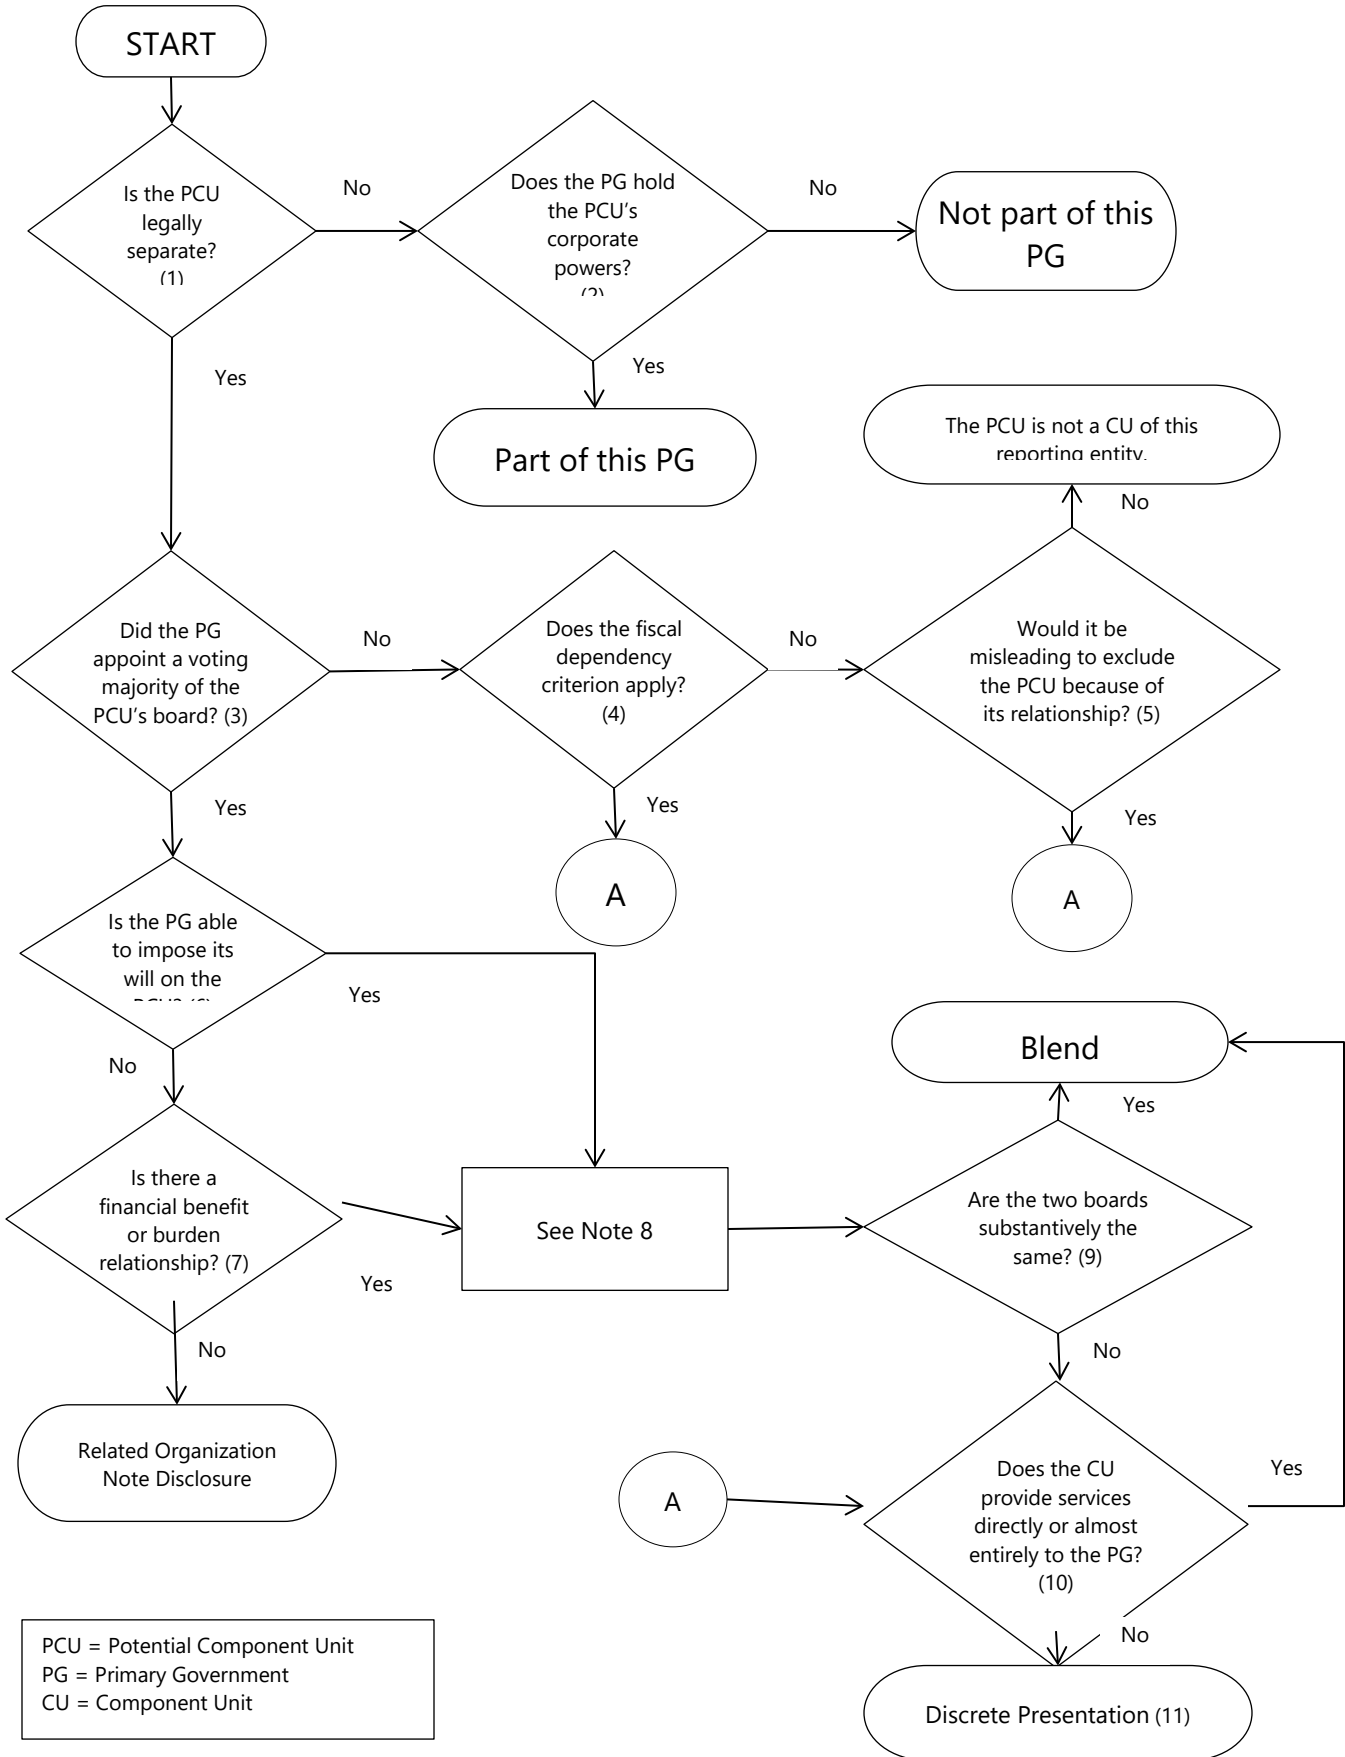 START
Is the PCU
legally
separate?
(1)
No
Does the PG hold
the PCU's
corporate
powers?
(2)
No
Not part of this
PG
Yes
Yes
Part of this PG
The PCU is not a CU of this
reporting entity.
No
Did the PG
appoint a voting
majority of the
PCU's board? (3)
No
Does the fiscal
dependency
criterion apply?
(4)
No
Would it be
misleading to exclude
the PCU because of
its relationship? (5)
Yes
Yes
Yes
A
A
Is the PG able
to impose its
will on the
PCU? (6)
Yes
No
Blend
Yes
Is there a
financial benefit
or burden
relationship? (7)
Yes
See Note 8
Are the two boards
substantively the
same? (9)
No
No
Related Organization
Note Disclosure
A
Does the CU
provide services
directly or almost
entirely to the PG?
(10)
Yes
No
Discrete Presentation (11)
PCU = Potential Component Unit
PG = Primary Government
CU = Component Unit